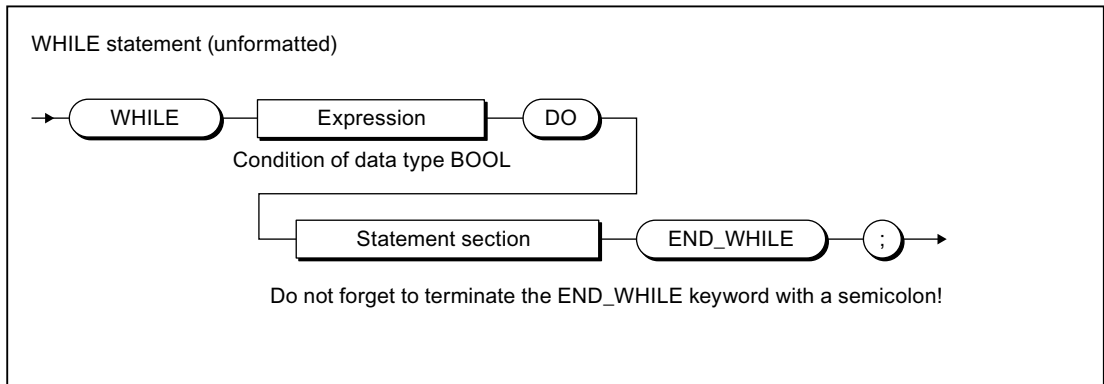 WHILE statement (unformatted)
WHILE Expression DO
Condition of data type BOOL
Statement section END_WHILE ;
Do not forget to terminate the END_WHILE keyword with a semicolon!